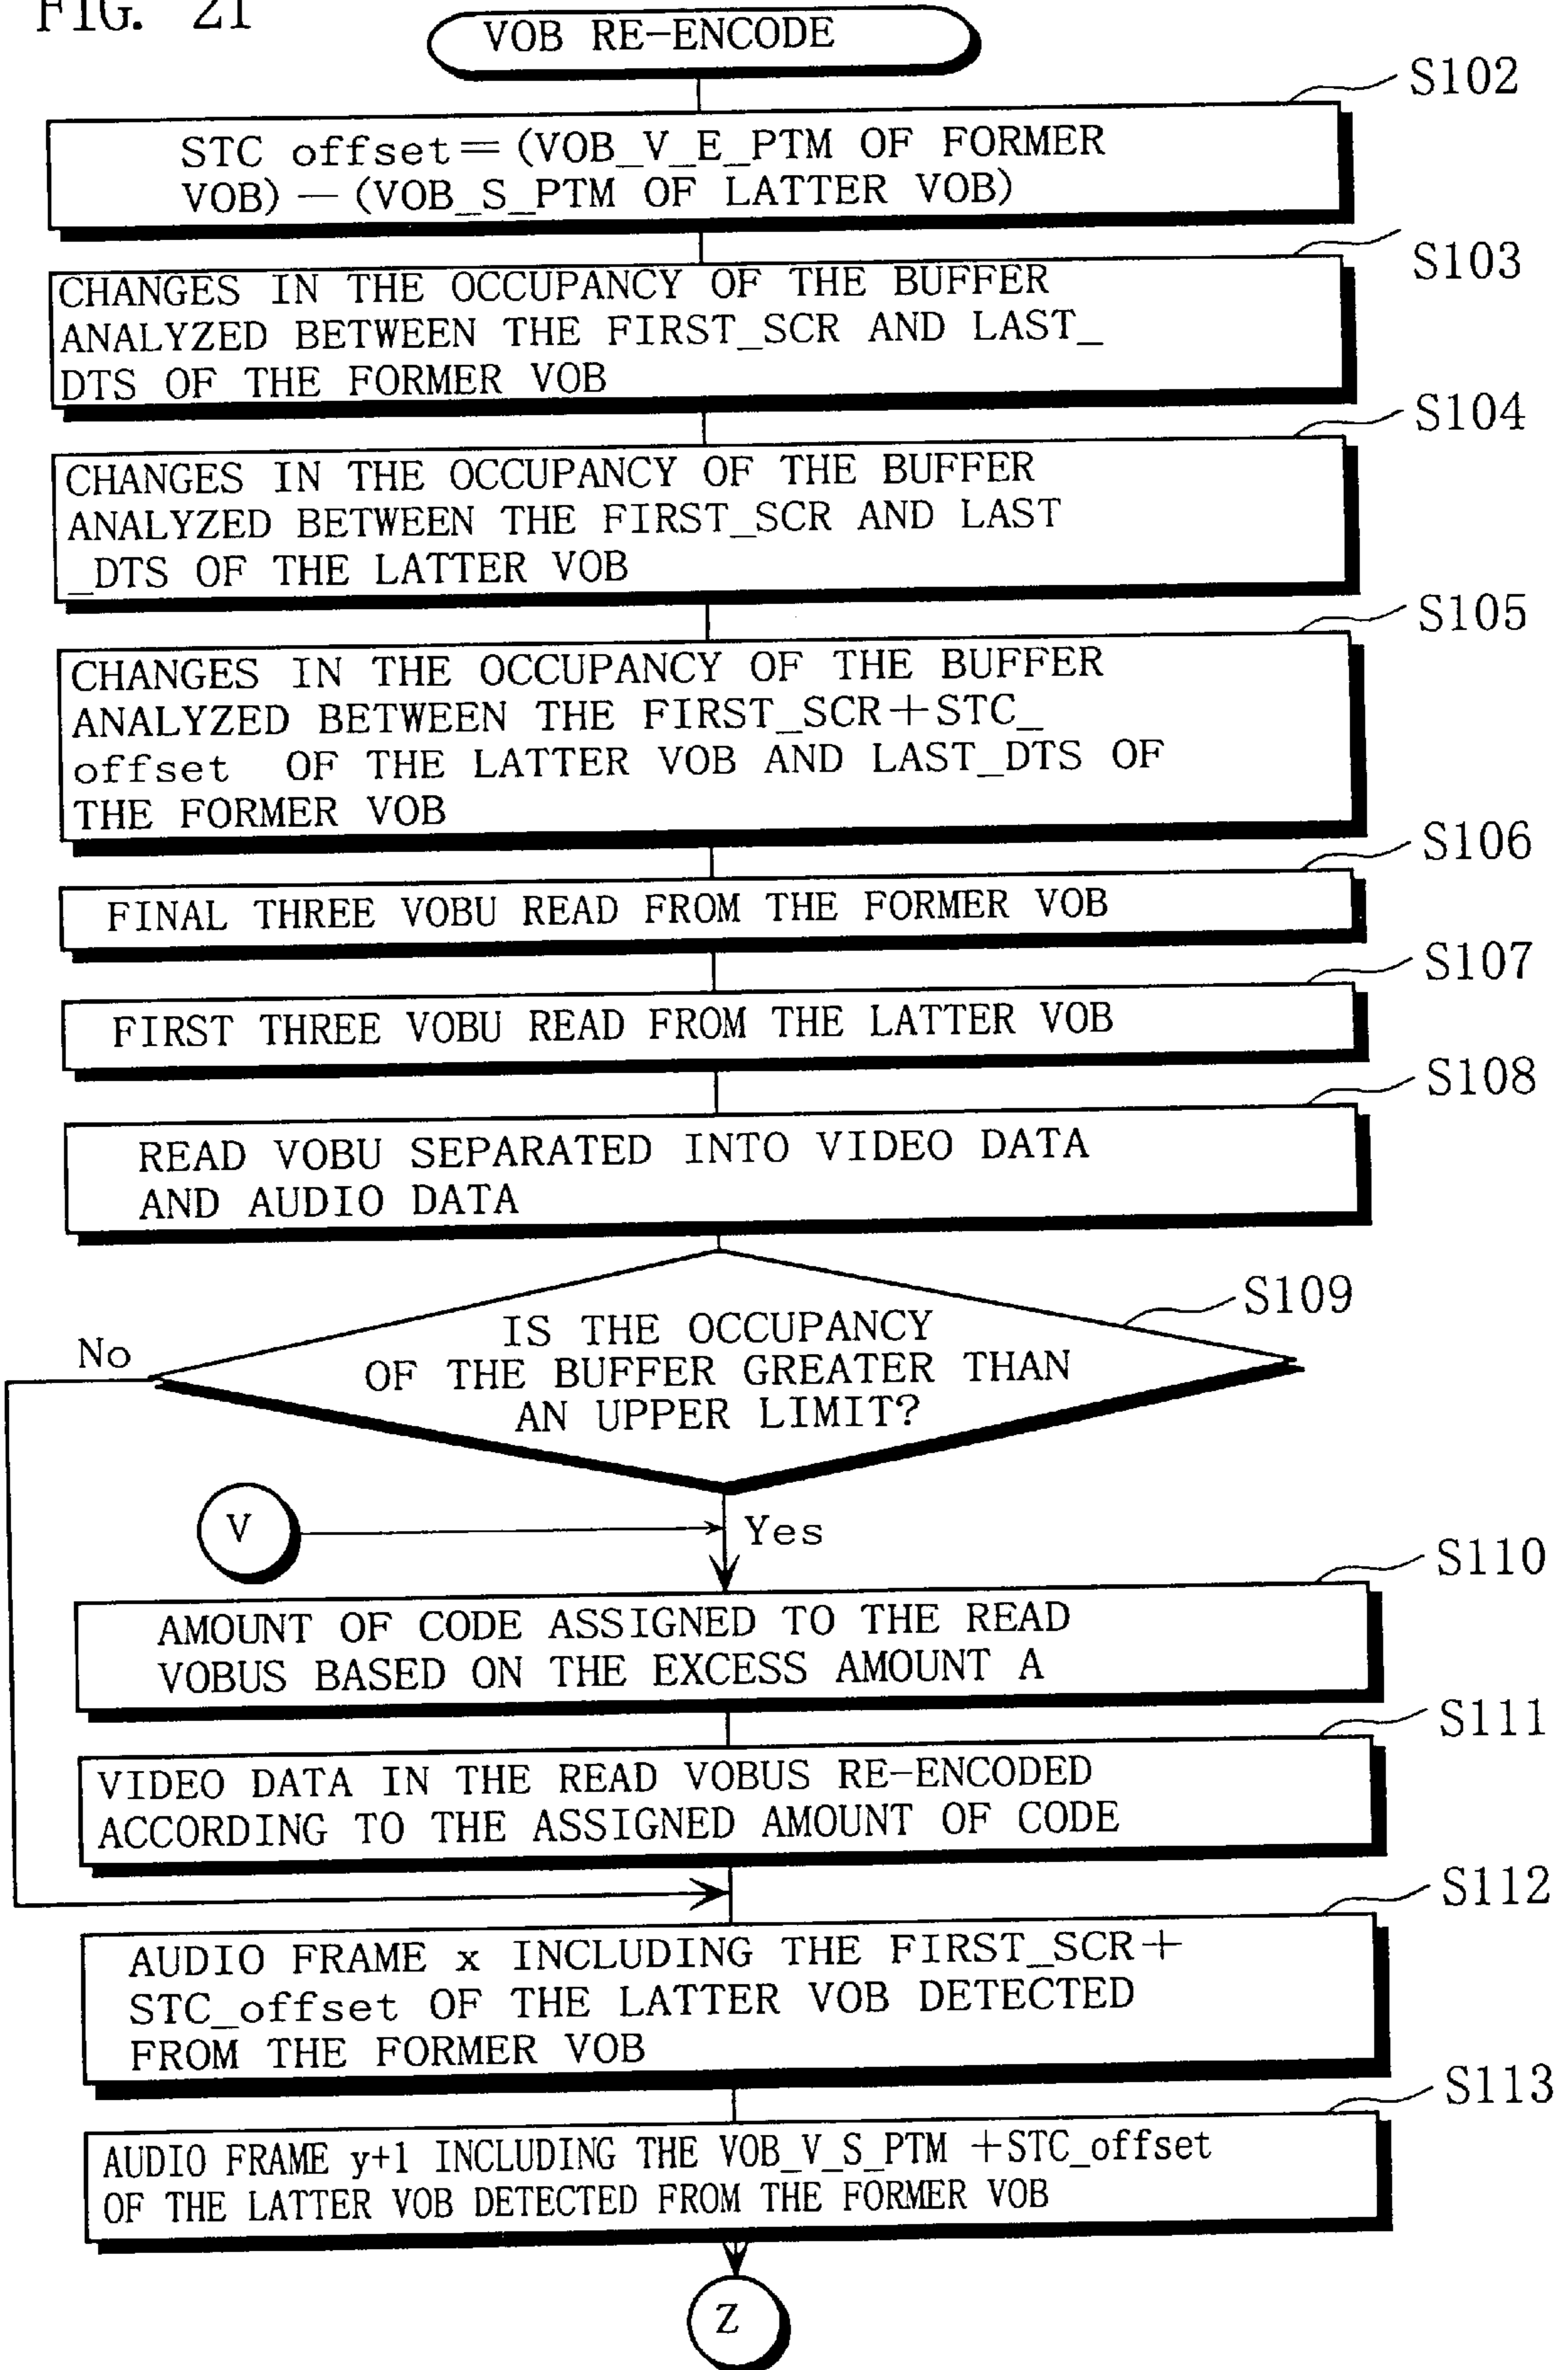 FIG. 21
VOB RE-ENCODE
S102
STC offset=(VOB_V_E_PTM OF FORMER
VOB)—(VOB_S_PTM OF LATTER VOB)
S103
CHANGES IN THE OCCUPANCY OF THE BUFFER
ANALYZED BETWEEN THE FIRST_SCR AND LAST_
DTS OF THE FORMER VOB
S104
CHANGES IN THE OCCUPANCY OF THE BUFFER
ANALYZED BETWEEN THE FIRST_SCR AND LAST
_DTS OF THE LATTER VOB
S105
CHANGES IN THE OCCUPANCY OF THE BUFFER
ANALYZED BETWEEN THE FIRST_SCR+STC_
offset OF THE LATTER VOB AND LAST_DTS OF
THE FORMER VOB
S106
FINAL THREE VOBU READ FROM THE FORMER VOB
S107
FIRST THREE VOBU READ FROM THE LATTER VOB
S108
READ VOBU SEPARATED INTO VIDEO DATA
AND AUDIO DATA
S109
IS THE OCCUPANCY
OF THE BUFFER GREATER THAN
AN UPPER LIMIT?
No
V
Yes
S110
AMOUNT OF CODE ASSIGNED TO THE READ
VOBUS BASED ON THE EXCESS AMOUNT A
S111
VIDEO DATA IN THE READ VOBUS RE-ENCODED
ACCORDING TO THE ASSIGNED AMOUNT OF CODE
S112
AUDIO FRAME x INCLUDING THE FIRST_SCR+
STC_offset OF THE LATTER VOB DETECTED
FROM THE FORMER VOB
S113
AUDIO FRAME y+1 INCLUDING THE VOB_V_S_PTM +STC_offset
OF THE LATTER VOB DETECTED FROM THE FORMER VOB
Z